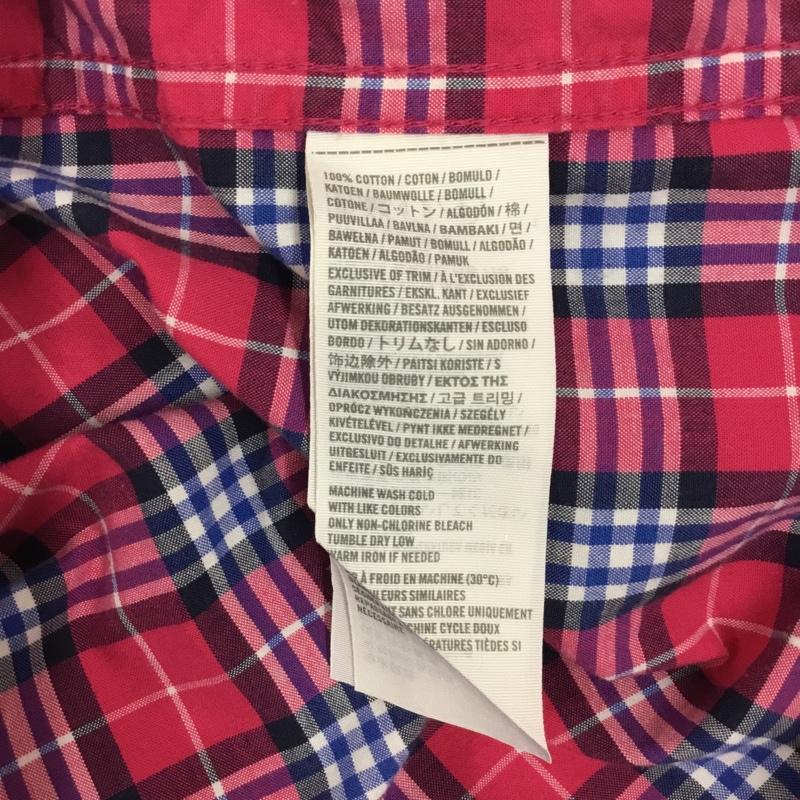 100% COTTON / COTON / BOMULD /
KATOEN / BAUMWOLLE / BOMULL /
COTONE / コットン / ALGODÓN / 棉 /
PUUVILLAA / BAVLNA / BAMBAKI / 면 /
BAWEŁNA / PAMUT / BOMULL / ALGODÃO /
KATOEN / ALGODÃO / PAMUK
EXCLUSIVE OF TRIM / À L'EXCLUSION DES
GARNITURES / EKSKL. KANT / EXCLUSIEF
AFWERKING / BESATZ AUSGENOMMEN /
UTOM DEKORATIONSKANTEN / ESCLUSO
BORDO / トリムなし / SIN ADORNO /
饰边除外 / PAITSI KORISTE / S
VÝJIMKOU OBRUBY / ΕΚΤΟΣ ΤΗΣ
ΔΙΑΚΟΣΜΗΣΗΣ / 고급 트리밍 /
OPRÓCZ WYKOŃCZENIA / SZEGÉLY
KIVÉTELÉVEL / PYNT IKKE MEDREGNET /
EXCLUSIVO DO DETALHE / AFWERKING
UITGESLUIT / EXCLUSIVAMENTE DO
ENFEITE / SÜS HARİÇ
MACHINE WASH COLD
WITH LIKE COLORS
ONLY NON-CHLORINE BLEACH
TUMBLE DRY LOW
WARM IRON IF NEEDED
À FROID EN MACHINE (30°C)
SIMILAIRES
SANS CHLORE UNIQUEMENT
CYCLE DOUX
TIÈDES SI
NÉCESSAIRE